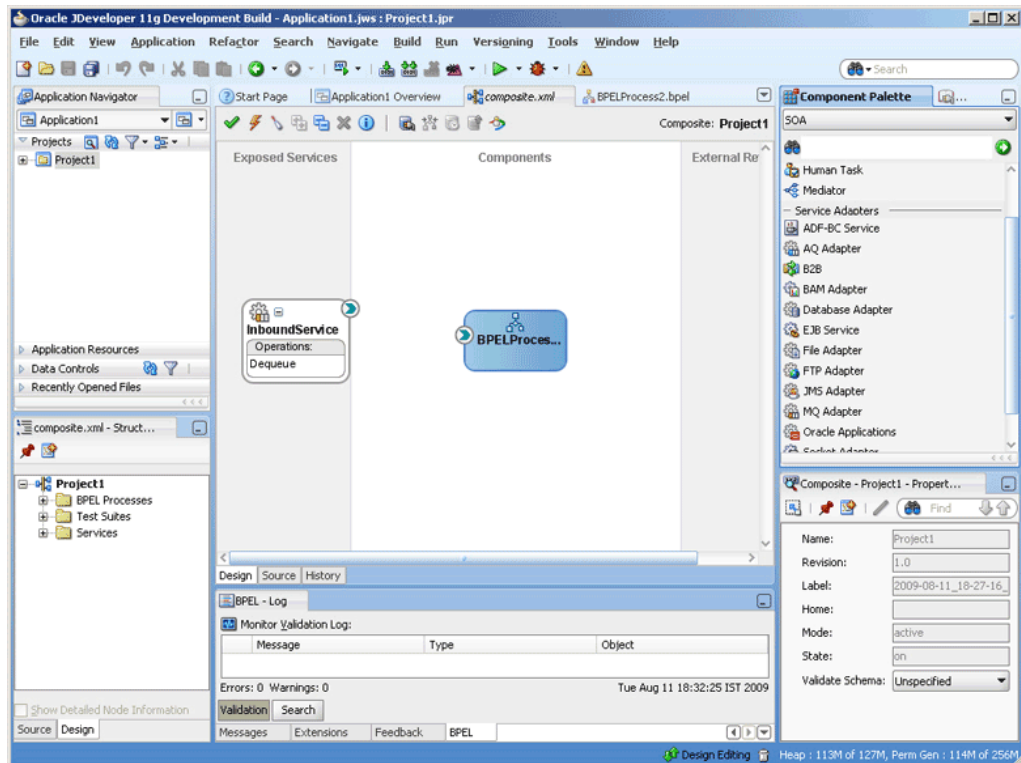 Oracle JDeveloper 11g Development Build - Application1.jws : Project1.jpr
File Edit View Application Refactor Search Navigate Build Run Versioning Tools Window Help
Search
Application Navigator
Application1
Projects
Project1
Application Resources
Data Controls
Recently Opened Files
composite.xml - Struct...
Project1
BPEL Processes
Test Suites
Services
Show Detailed Node Information
Source Design
Start Page Application1 Overview composite.xml BPELProcess2.bpel
Composite: Project1
Exposed Services Components External Re
InboundService
Operations:
Dequeue
BPELProces...
Design Source History
BPEL - Log
Monitor Validation Log:
Message Type Object
Errors: 0 Warnings: 0 Tue Aug 11 18:32:25 IST 2009
Validation Search
Messages Extensions Feedback BPEL
Component Palette
SOA
Human Task
Mediator
Service Adapters
ADF-BC Service
AQ Adapter
B2B
BAM Adapter
Database Adapter
EJB Service
File Adapter
FTP Adapter
JMS Adapter
MQ Adapter
Oracle Applications
Socket Adapter
Composite - Project1 - Propert...
Find
Name: Project1
Revision: 1.0
Label: 2009-08-11_18-27-16_
Home:
Mode: active
State: on
Validate Schema: Unspecified
Design Editing Heap : 113M of 127M, Perm Gen : 114M of 256M